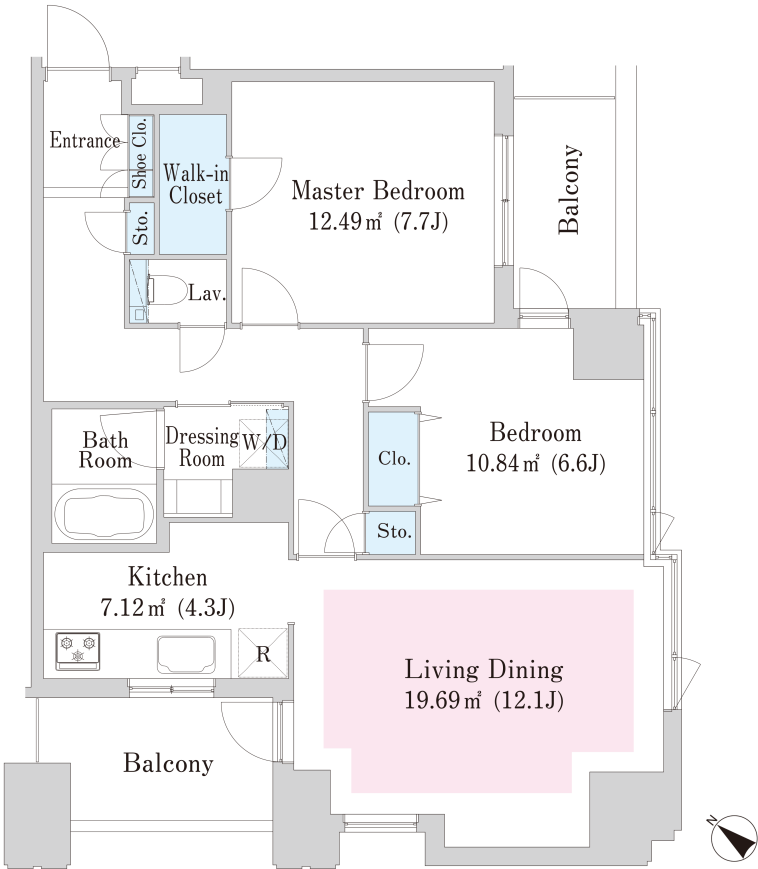 Entrance
Shoe Clo.
Walk-in
Closet
Master Bedroom
12.49㎡ (7.7J)
Balcony
Sto.
Lav.
Bath
Room
Dressing
Room
W/D
Clo.
Bedroom
10.84㎡ (6.6J)
Sto.
Kitchen
7.12㎡ (4.3J)
R
Living Dining
19.69㎡ (12.1J)
Balcony
N